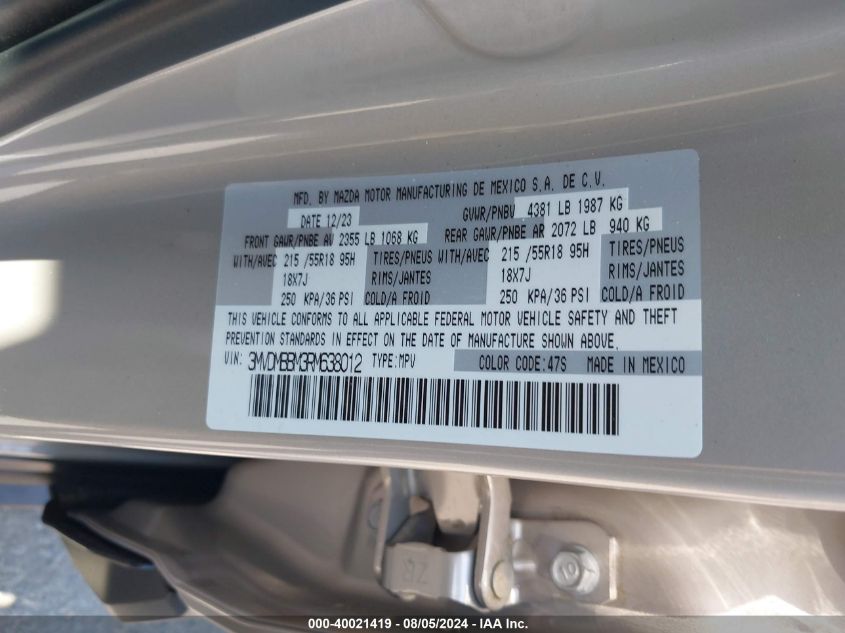 MFD. BY MAZDA MOTOR MANUFACTURING DE MEXICO S.A. DE C.V.
DATE 12/23 GVWR/PNBV 4381 LB 1987 KG
FRONT GAWR/PNBE AV 2355 LB 1068 KG REAR GAWR/PNBE AR 2072 LB 940 KG
WITH/AVEC 215 /55R18 95H TIRES/PNEUS WITH/AVEC 215 /55R18 95H TIRES/PNEUS
18X7J RIMS/JANTES 18X7J RIMS/JANTES
250 KPA/36 PSI COLD/A FROID 250 KPA/36 PSI COLD/A FROID
THIS VEHICLE CONFORMS TO ALL APPLICABLE FEDERAL MOTOR VEHICLE SAFETY AND THEFT
PREVENTION STANDARDS IN EFFECT ON THE DATE OF MANUFACTURE SHOWN ABOVE.
VIN: 3MVDMBBM3RM638012 TYPE:MPV COLOR CODE:47S MADE IN MEXICO
ZR
10
000-40021419 - 08/05/2024 - IAA Inc.